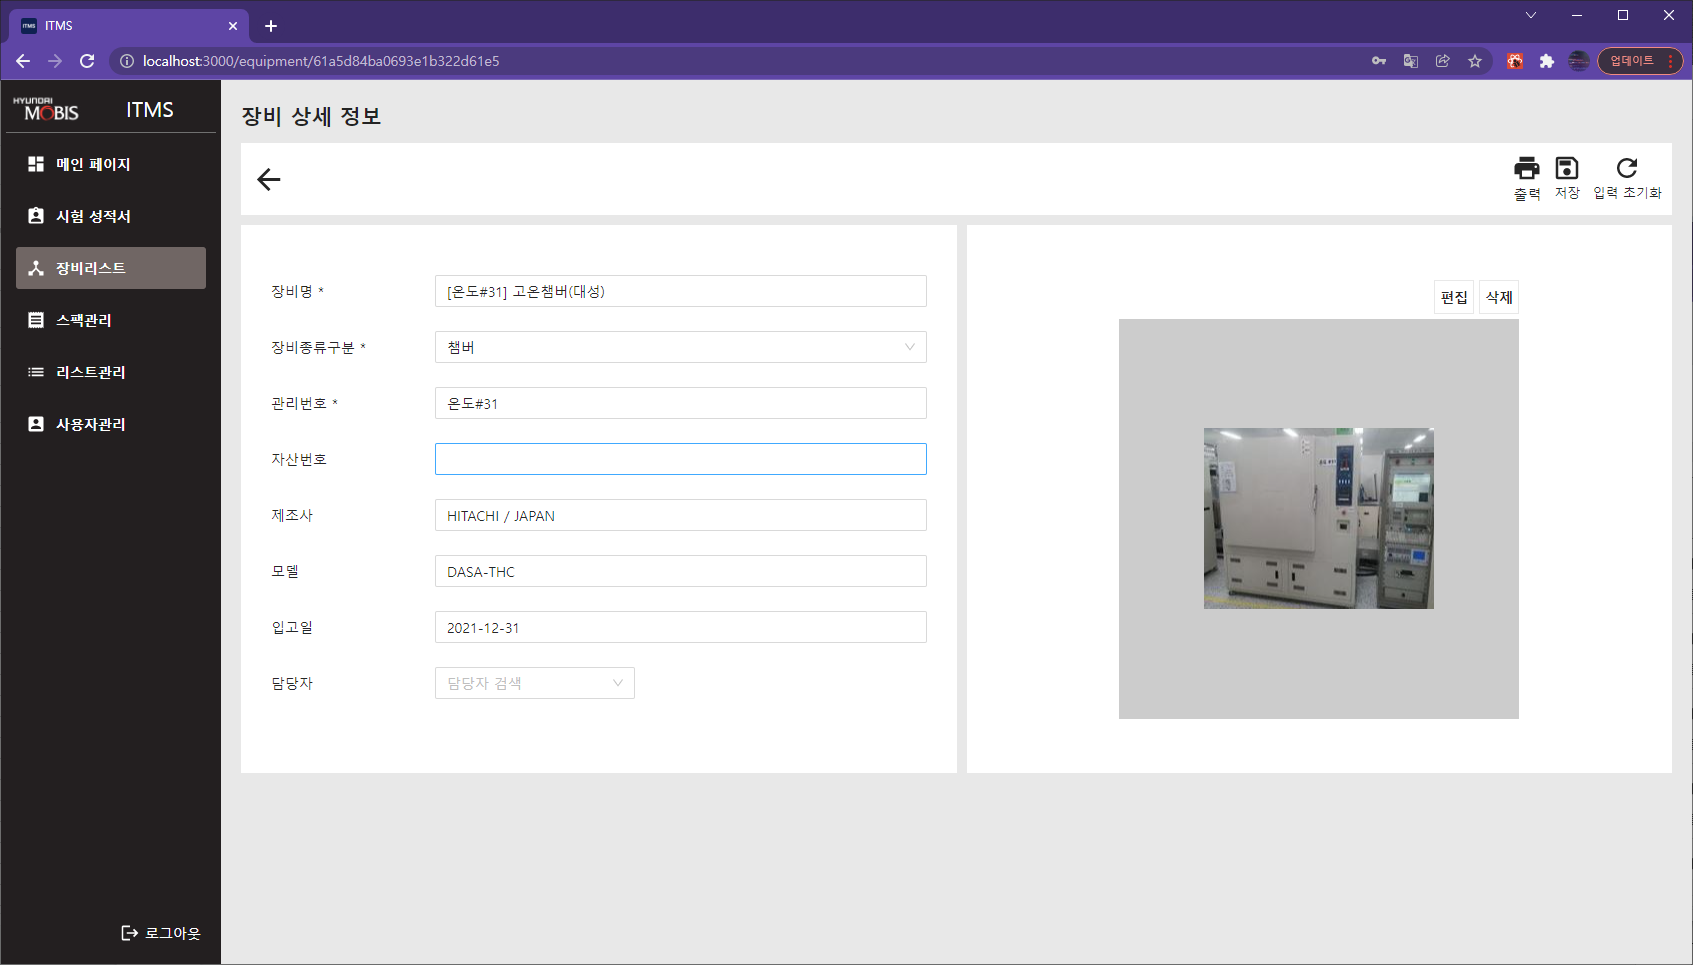 ITMS
localhost:3000/equipment/61a5d84ba0693e1b322d61e5
업데이트
HYUNDAI
MOBIS
ITMS
메인 페이지
시험 성적서
장비리스트
스팩관리
리스트관리
사용자관리
로그아웃
장비 상세 정보
출력
저장
입력 초기화
장비명 *
[온도#31] 고온챔버(대성)
장비종류구분 *
챔버
관리번호 *
온도#31
자산번호
제조사
HITACHI / JAPAN
모델
DASA-THC
입고일
2021-12-31
담당자
담당자 검색
편집
삭제